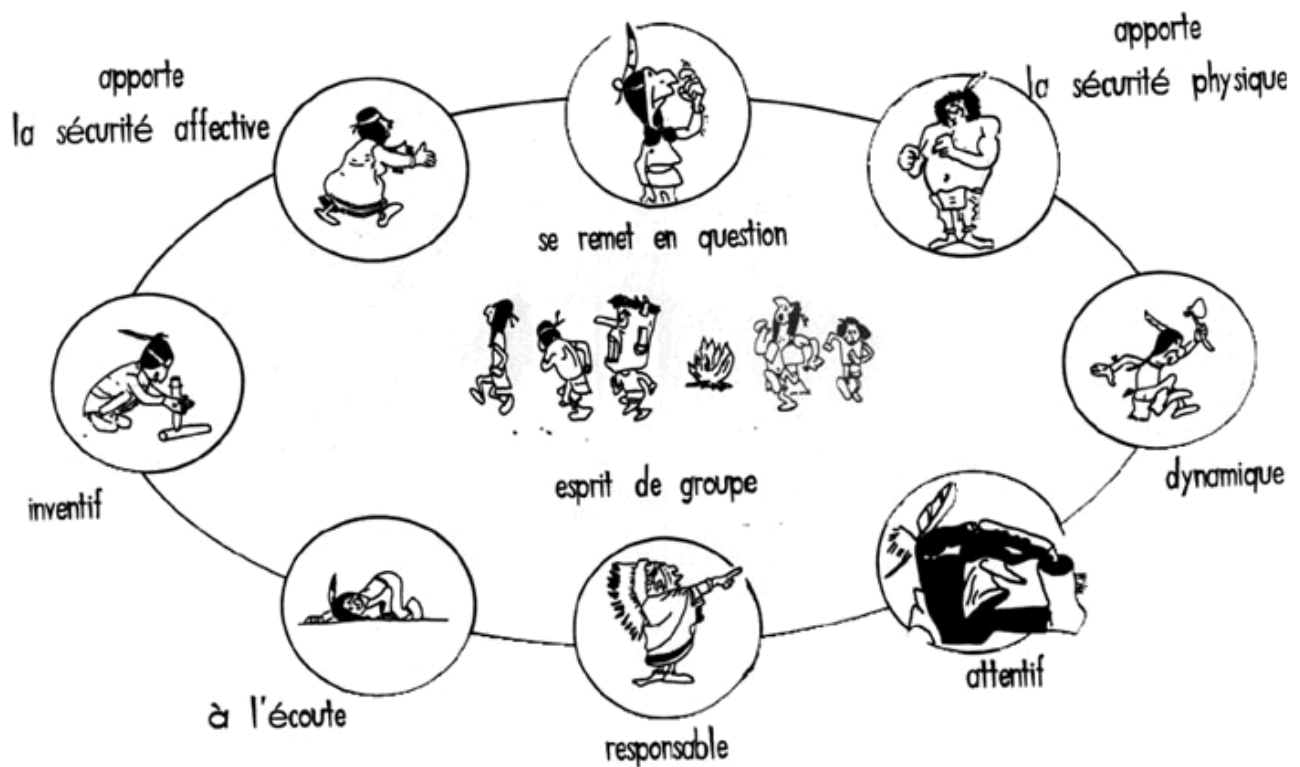 apporte
la sécurité affective
apporte
la sécurité physique
se remet en question
inventif
esprit de groupe
dynamique
à l'écoute
responsable
attentif